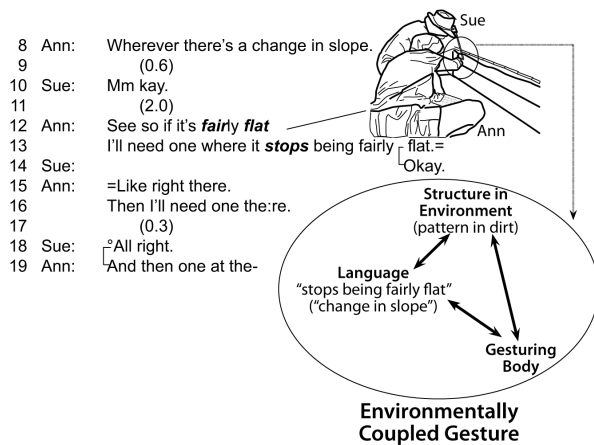 8 Ann: Wherever there's a change in slope.
9 (0.6)
10 Sue: Mm kay.
11 (2.0)
12 Ann: See so if it's fairly flat
13 I'll need one where it stops being fairly flat.=
14 Sue: Okay.
15 Ann: =Like right there.
16 Then I'll need one the:re.
17 (0.3)
18 Sue: °All right.
19 Ann: And then one at the-
Sue
Ann
Structure in
Environment
(pattern in dirt)
Language
"stops being fairly flat"
("change in slope")
Gesturing
Body
Environmentally
Coupled Gesture